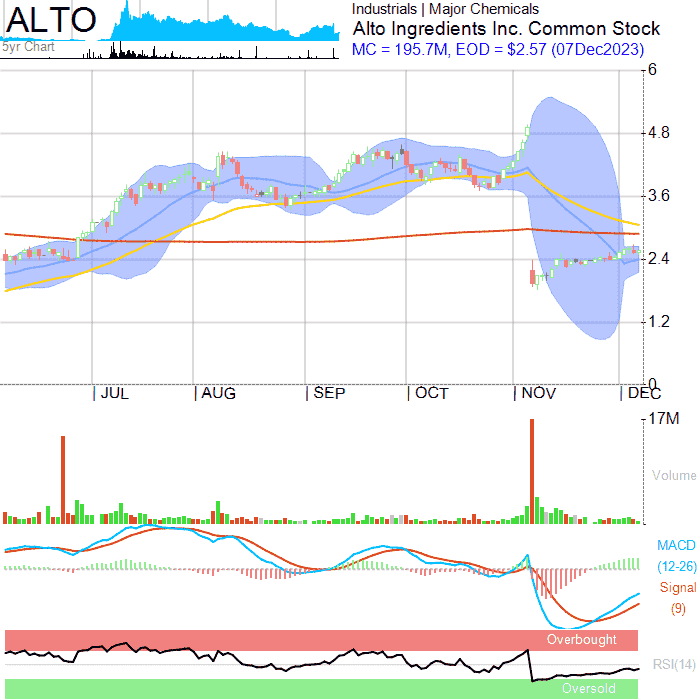 ALTO
5yr Chart
Industrials | Major Chemicals
Alto Ingredients Inc. Common Stock
MC = 195.7M, EOD = $2.57 (07Dec2023)
6
4.8
3.6
2.4
1.2
0
JUL AUG SEP OCT NOV DEC
17M
Volume
MACD
(12-26)
Signal
(9)
Overbought
RSI(14)
Oversold